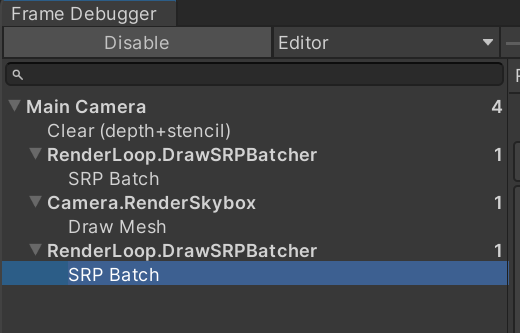 Frame Debugger
Disable
Editor
Main Camera 4
Clear (depth+stencil)
RenderLoop.DrawSRPBatcher 1
SRP Batch
Camera.RenderSkybox 1
Draw Mesh
RenderLoop.DrawSRPBatcher 1
SRP Batch